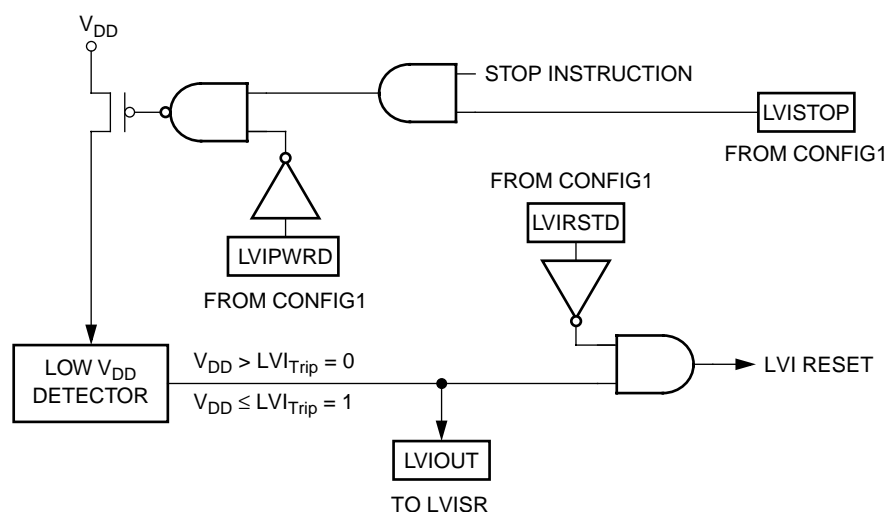 VDD
STOP INSTRUCTION
LVISTOP
FROM CONFIG1
FROM CONFIG1
LVIRSTD
LVIPWRD
FROM CONFIG1
LOW VDD
DETECTOR
VDD > LVITrip = 0
VDD ≤ LVITrip = 1
LVI RESET
LVIOUT
TO LVISR